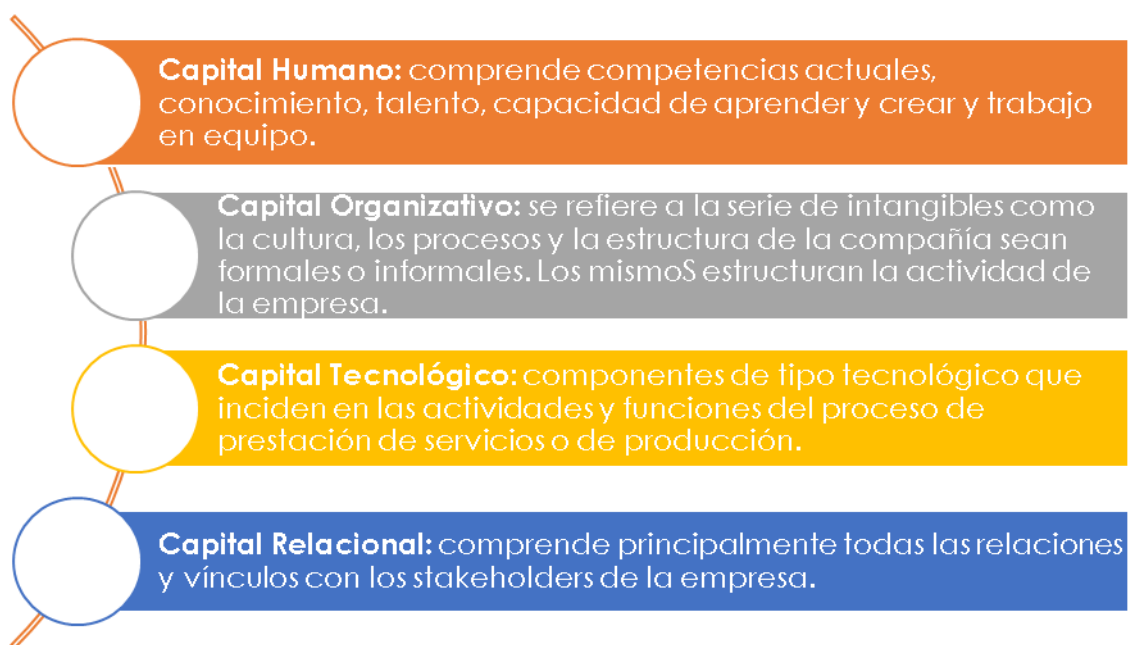 Capital Humano: comprende competencias actuales,
conocimiento, talento, capacidad de aprender y crear y trabajo
en equipo.
Capital Organizativo: se refiere a la serie de intangibles como
la cultura, los procesos y la estructura de la compañía sean
formales o informales. Los mismoS estructuran la actividad de
la empresa.
Capital Tecnológico: componentes de tipo tecnológico que
inciden en las actividades y funciones del proceso de
prestación de servicios o de producción.
Capital Relacional: comprende principalmente todas las relaciones
y vínculos con los stakeholders de la empresa.